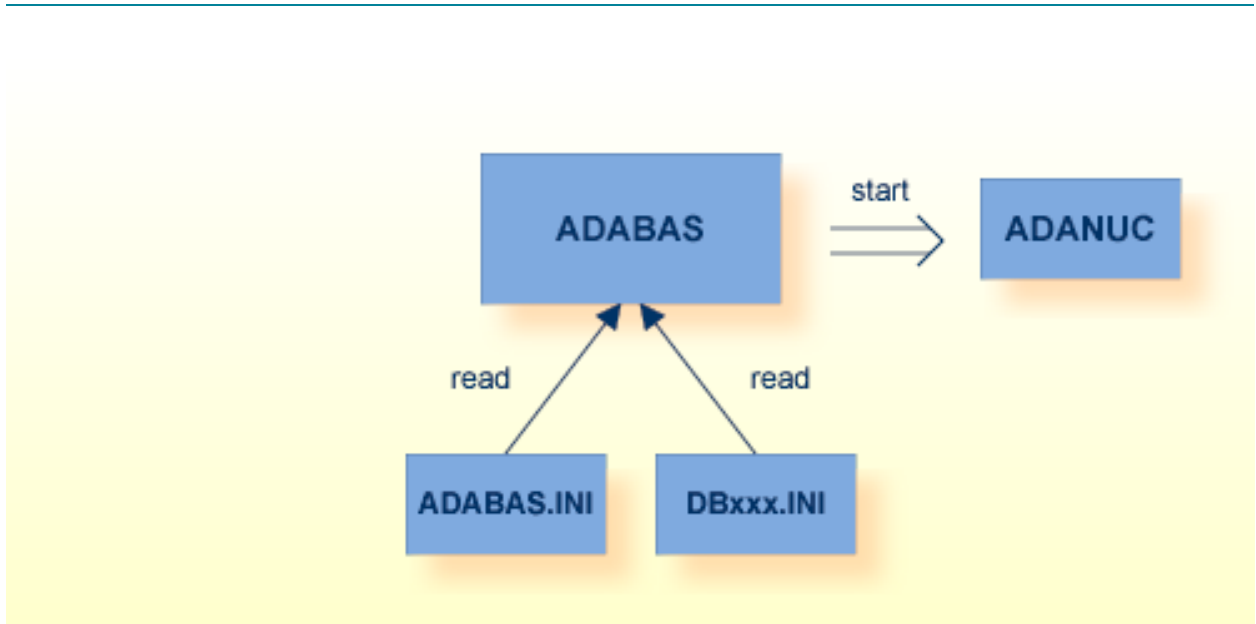 ADABAS
start
ADANUC
read
read
ADABAS.INI
DBxxx.INI